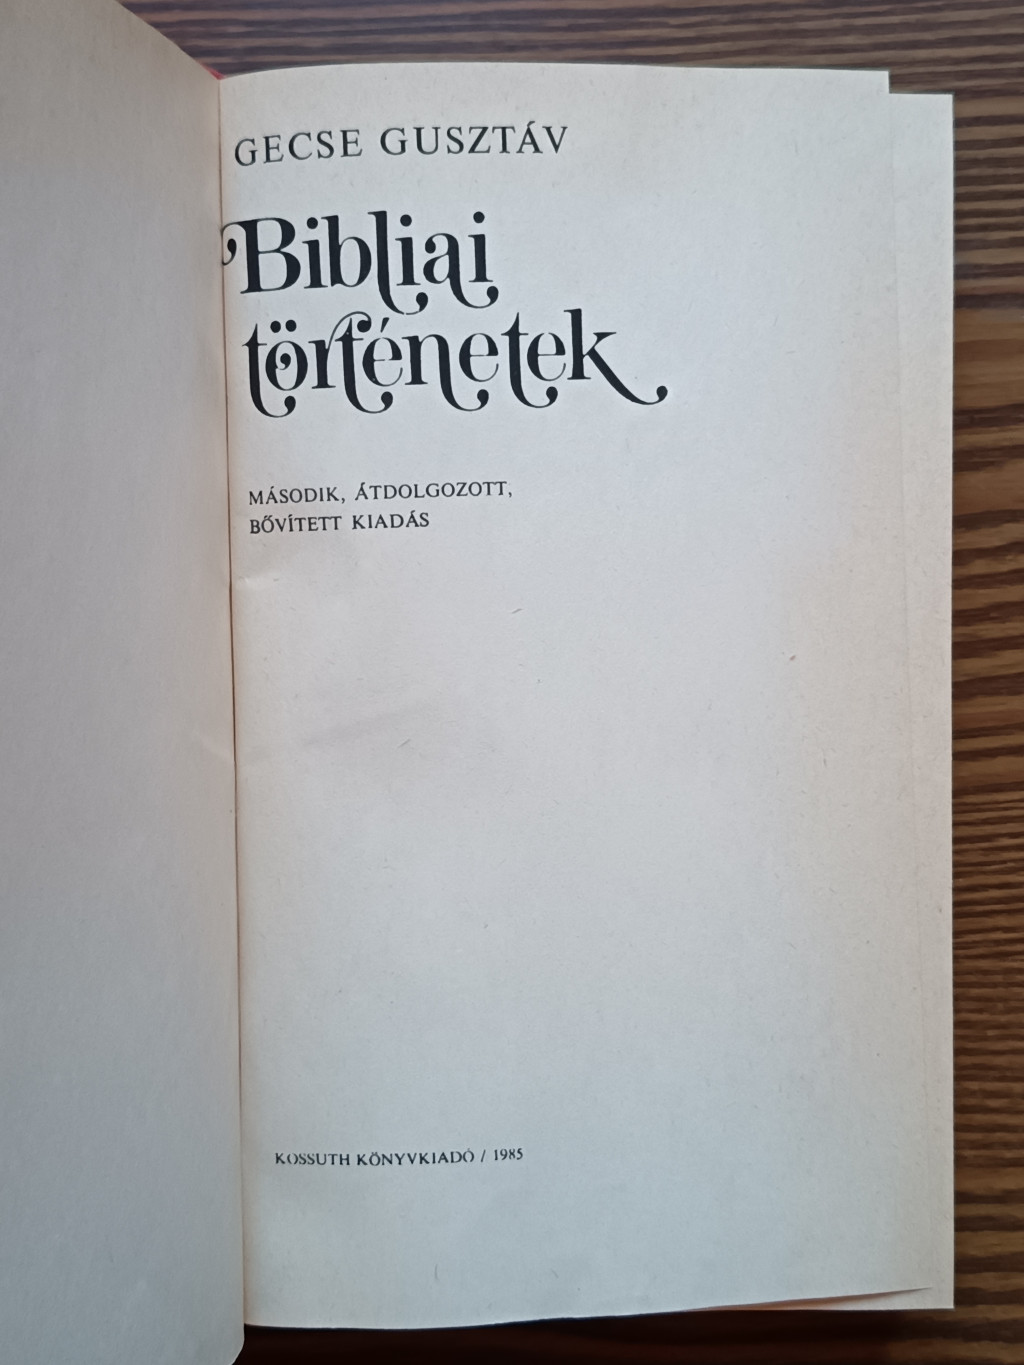 GECSE GUSZTÁV
Bibliai
történetek
MÁSODIK, ÁTDOLGOZOTT,
BŐVÍTETT KIADÁS
KOSSUTH KÖNYVKIADÓ / 1985